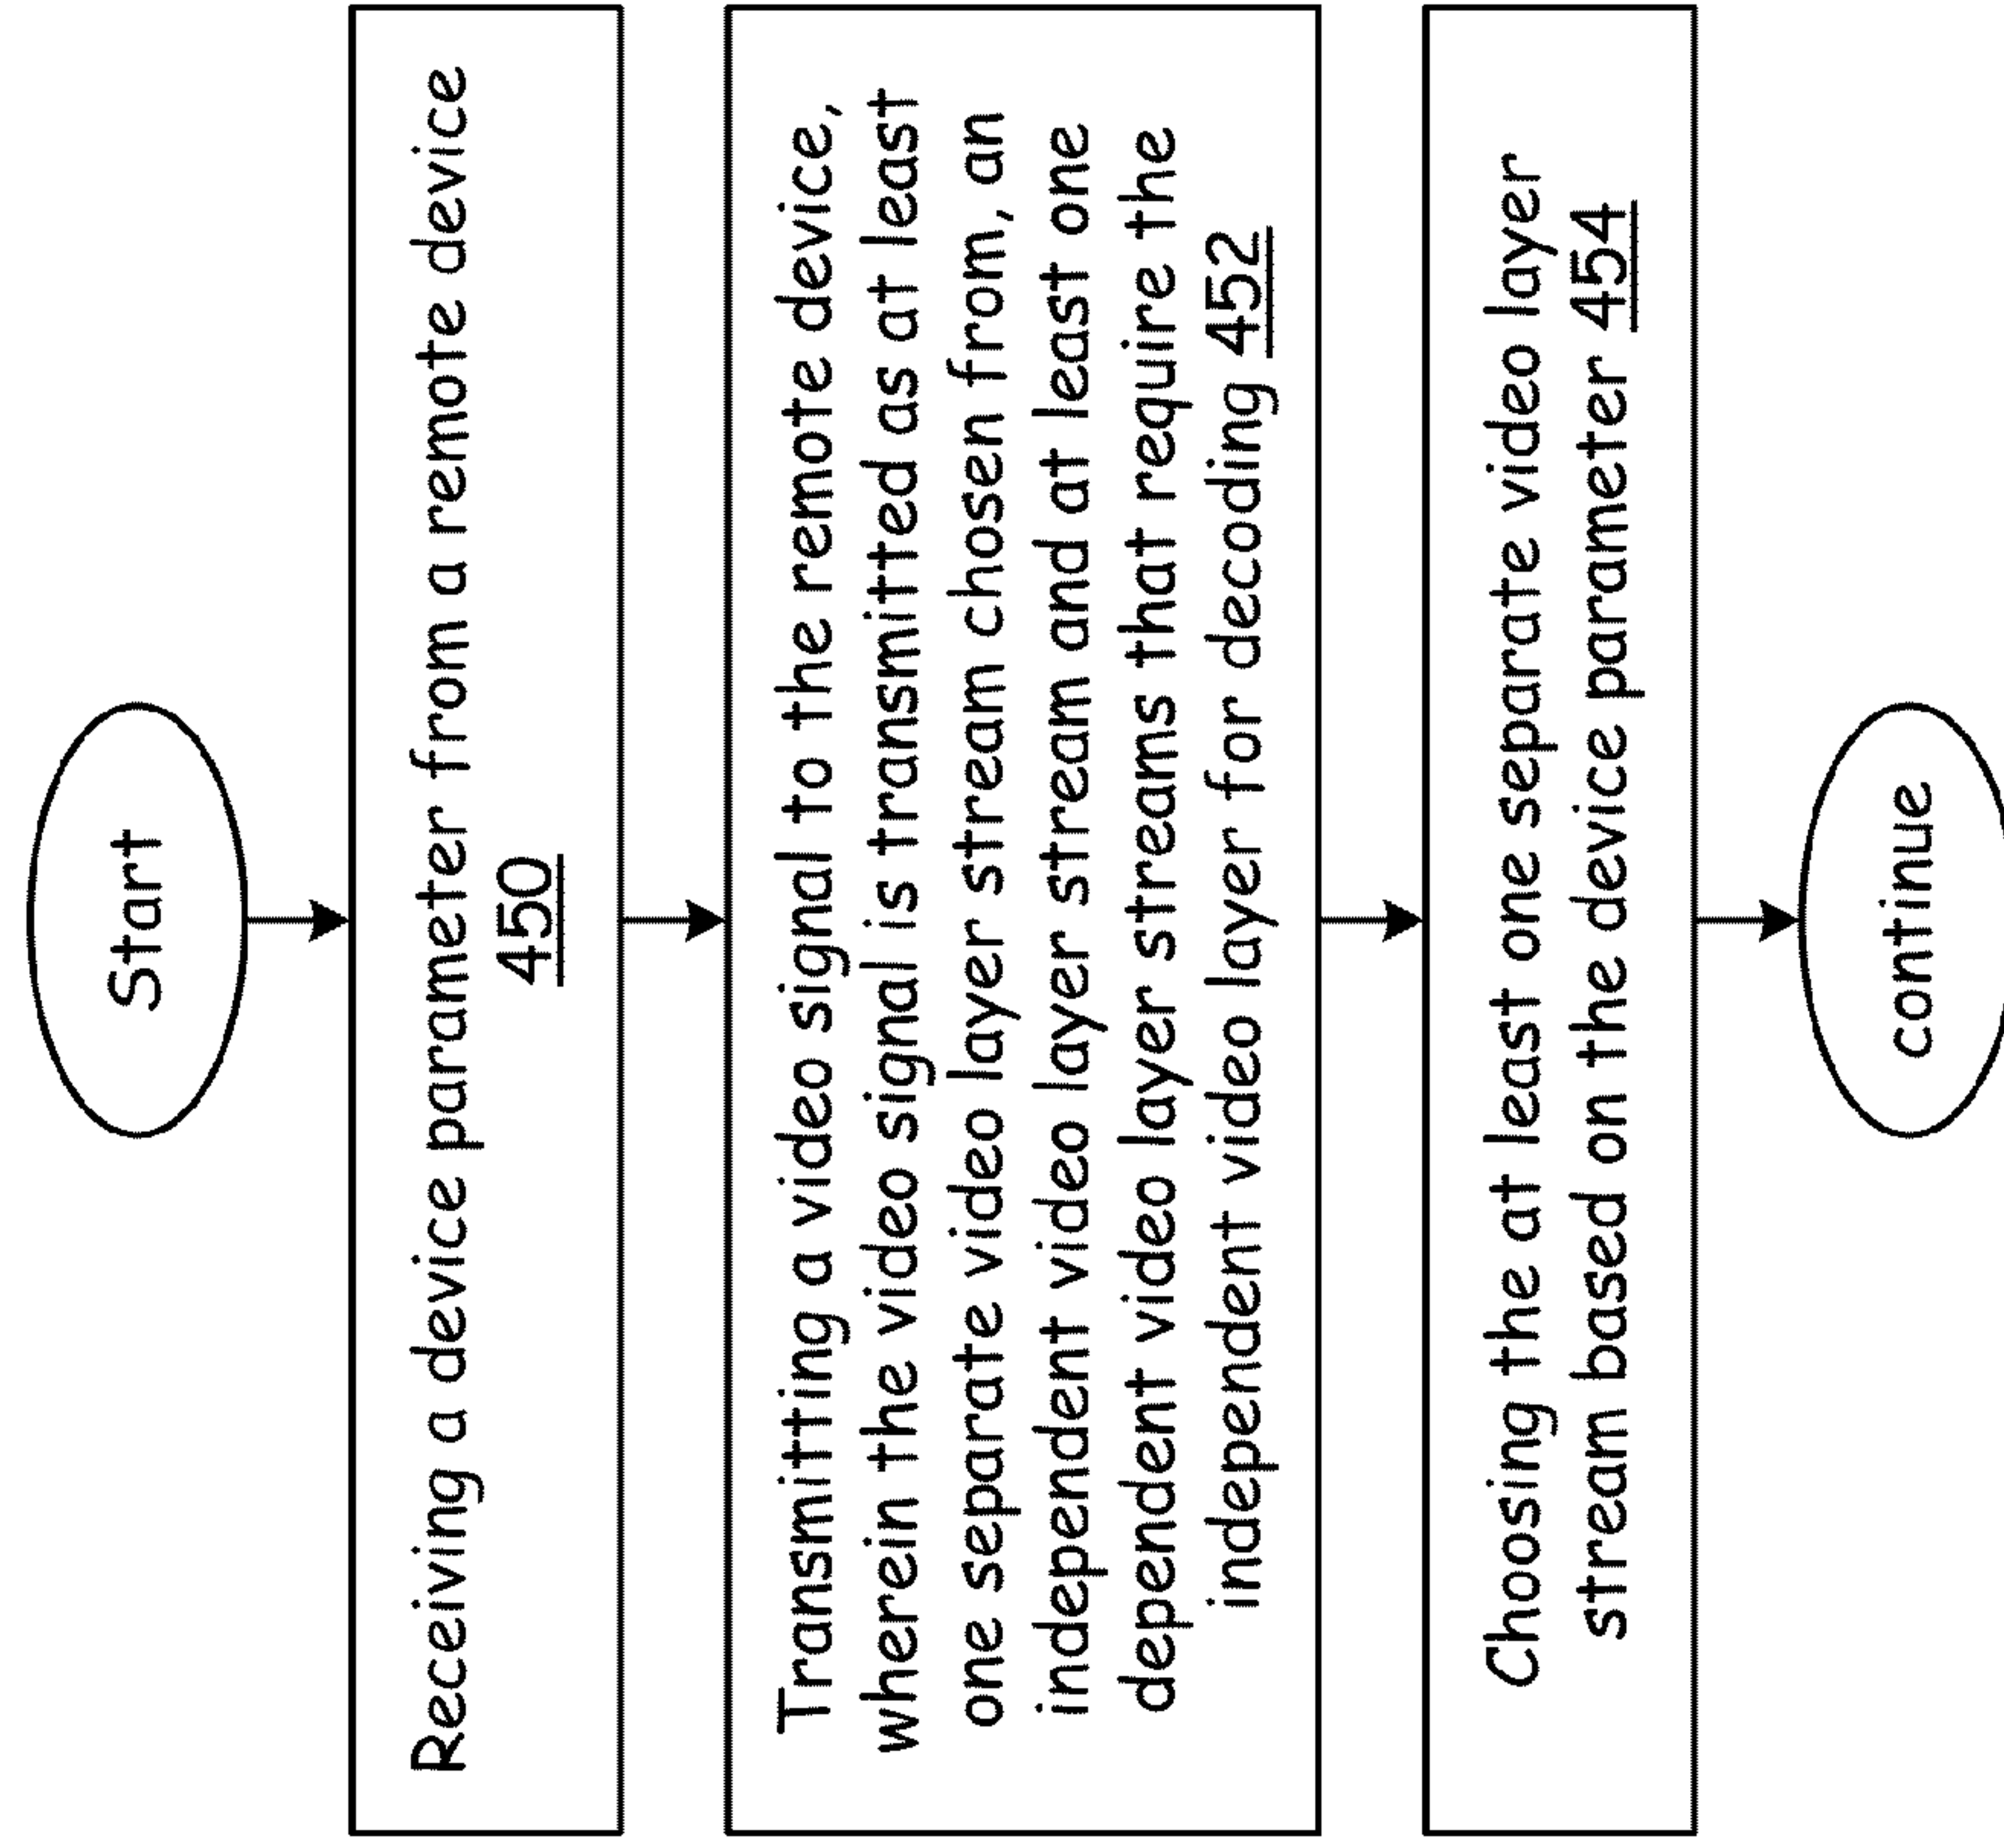 Start
Receiving a device parameter from a remote device
450
Transmitting a video signal to the remote device,
wherein the video signal is transmitted as at least
one separate video layer stream chosen from, an
independent video layer stream and at least one
dependent video layer streams that require the
independent video layer for decoding 452
Choosing the at least one separate video layer
stream based on the device parameter 454
continue